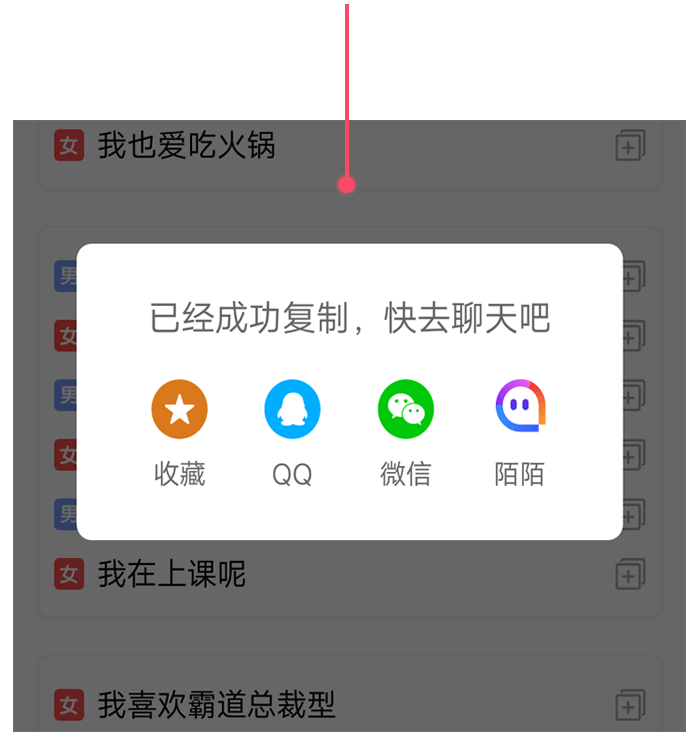 女 我也爱吃火锅
男
已经成功复制，快去聊天吧
女
男
收藏 QQ 微信 陌陌
女
男
女 我在上课呢
女 我喜欢霸道总裁型